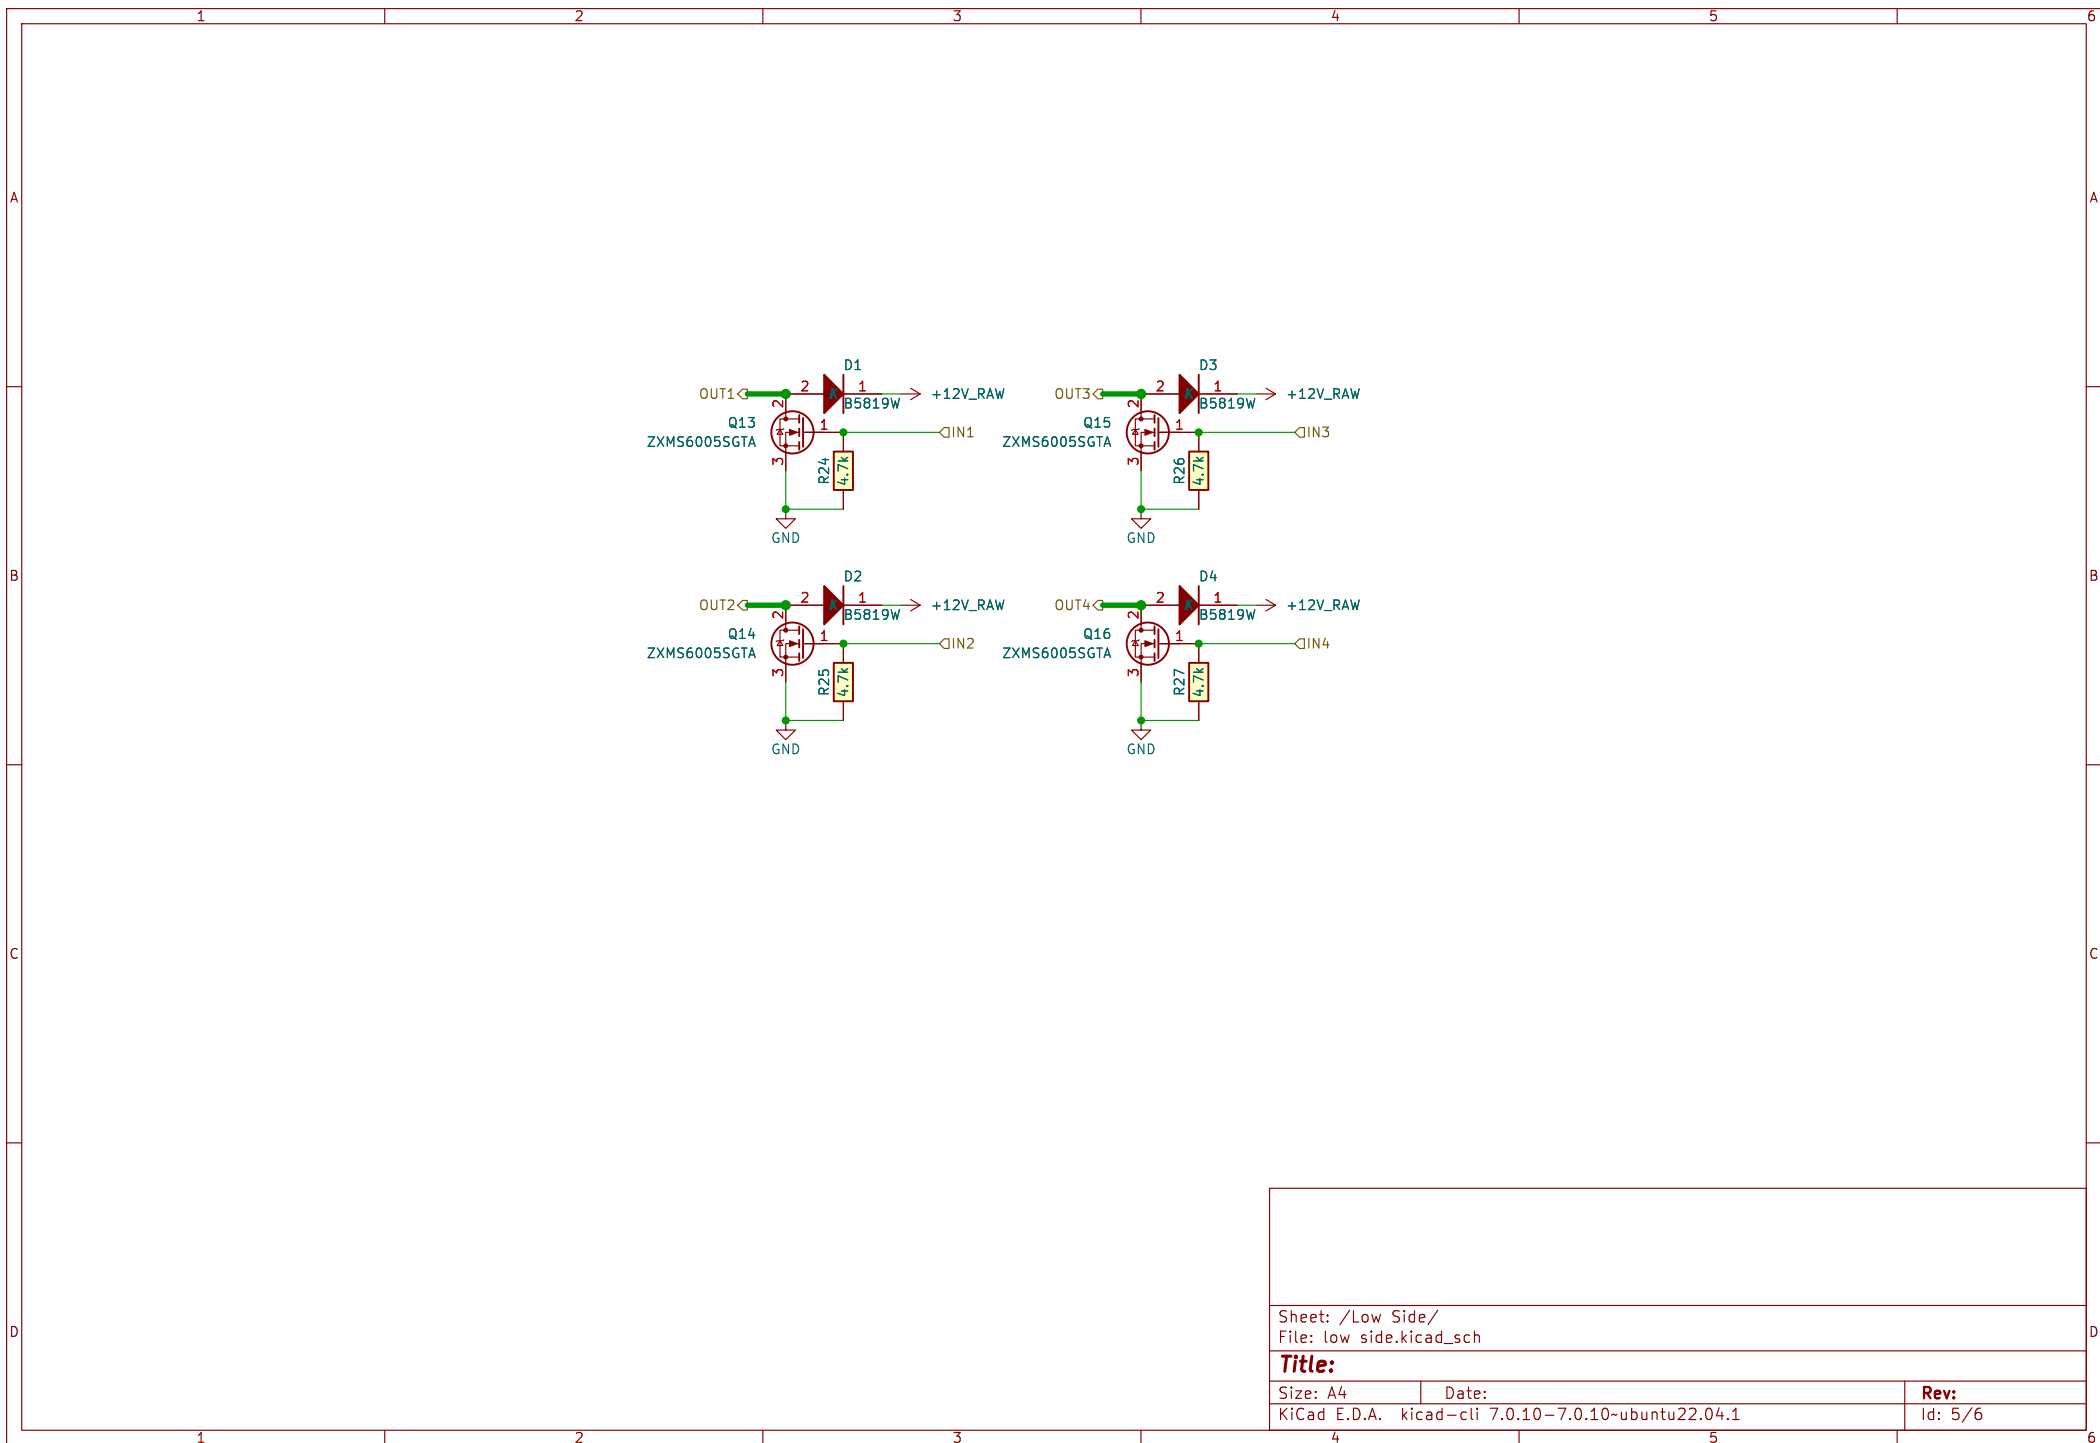 1 2 3 4 5 6
A A
D1 D3
OUT1 2 1 +12V_RAW OUT3 2 1 +12V_RAW
A B5819W A B5819W
2 2
Q13 1 IN1 Q15 1 IN3
ZXMS6005SGTA ZXMS6005SGTA
3 R24 4.7k 3 R26 4.7k
GND GND
B D2 D4 B
OUT2 2 1 +12V_RAW OUT4 2 1 +12V_RAW
A B5819W A B5819W
2 2
Q14 1 IN2 Q16 1 IN4
ZXMS6005SGTA ZXMS6005SGTA
3 R25 4.7k 3 R27 4.7k
GND GND
C C
Sheet: /Low Side/
D D
File: low side.kicad_sch
Title:
Size: A4 Date: Rev:
KiCad E.D.A. kicad-cli 7.0.10-7.0.10~ubuntu22.04.1 Id: 5/6
1 2 3 4 5 6